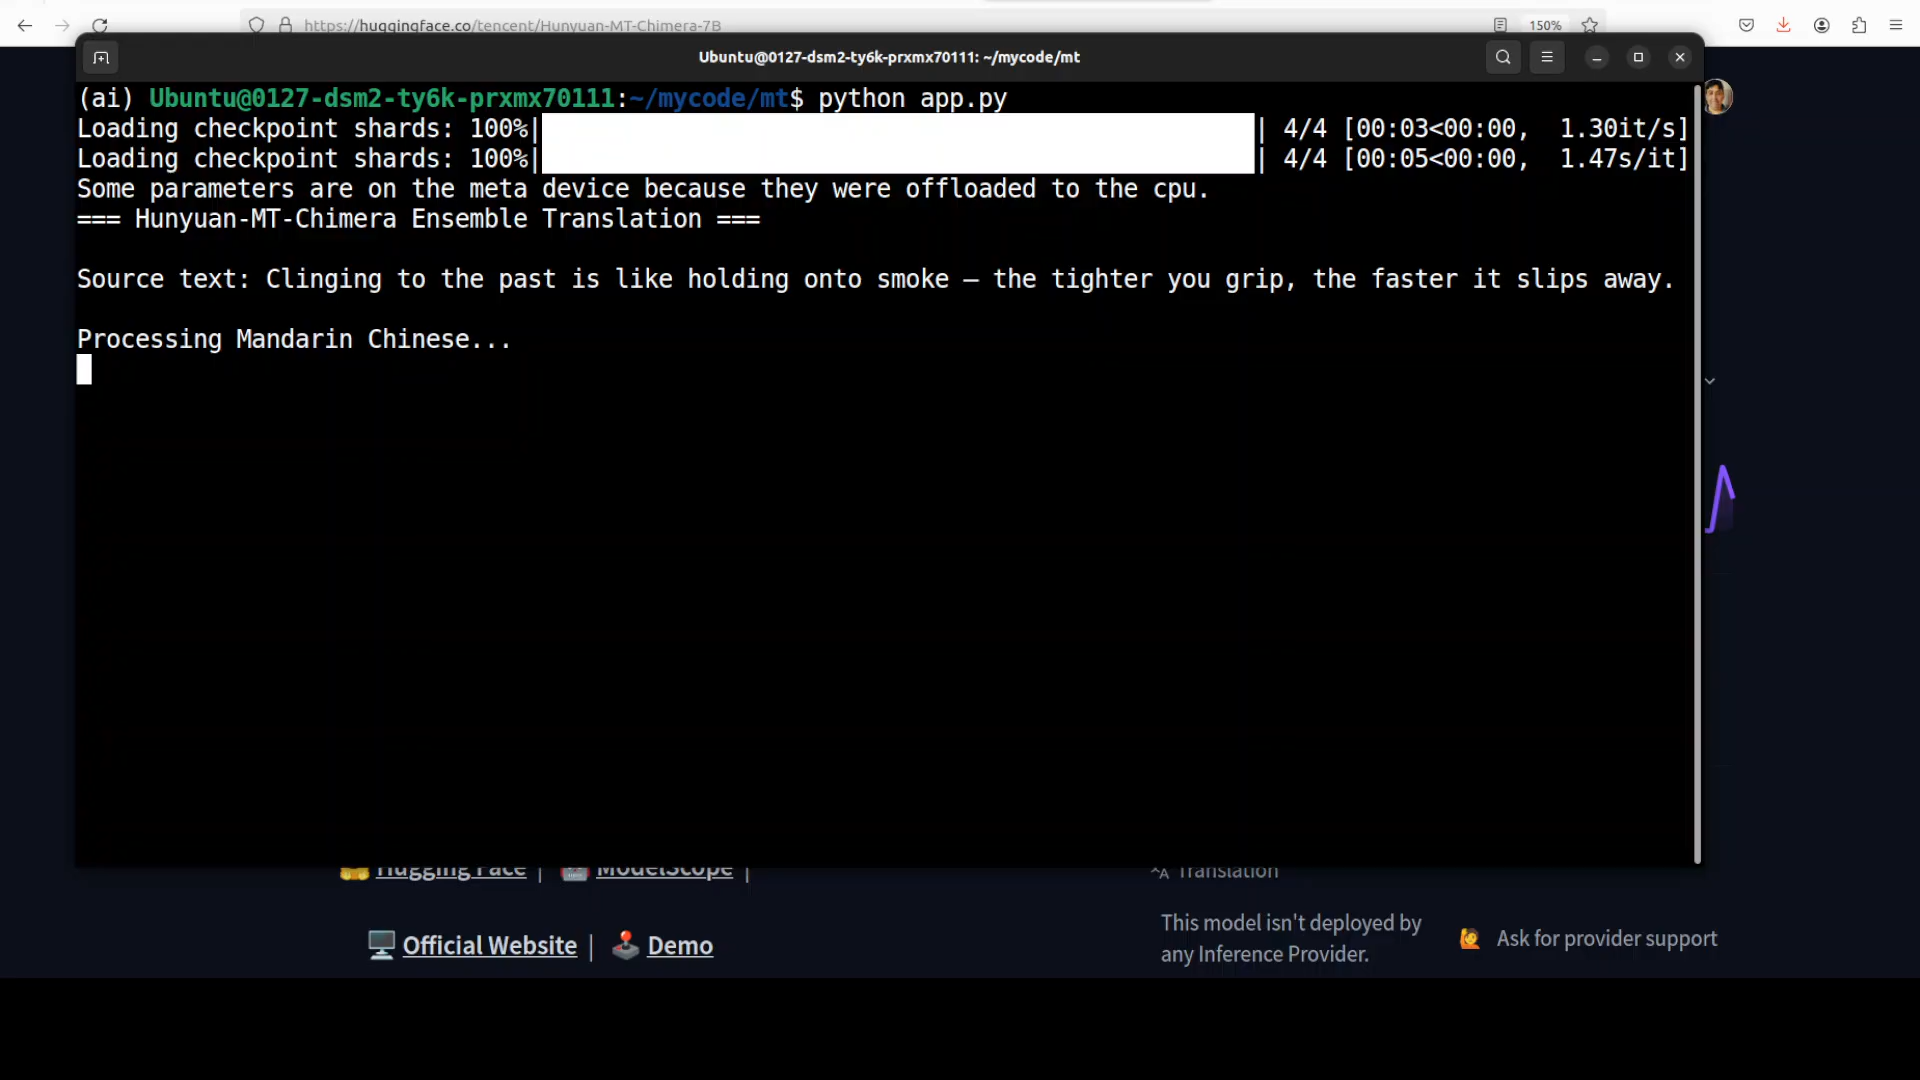 https://huggingface.co/tencent/Hunyuan-MT-Chimera-7B
150%
Ubuntu@0127-dsm2-ty6k-prxmx70111: ~/mycode/mt
(ai) Ubuntu@0127-dsm2-ty6k-prxmx70111:~/mycode/mt$ python app.py
Loading checkpoint shards: 100%| | 4/4 [00:03<00:00, 1.30it/s]
Loading checkpoint shards: 100%| | 4/4 [00:05<00:00, 1.47s/it]
Some parameters are on the meta device because they were offloaded to the cpu.
=== Hunyuan-MT-Chimera Ensemble Translation ===
Source text: Clinging to the past is like holding onto smoke — the tighter you grip, the faster it slips away.
Processing Mandarin Chinese...
Hugging Face | ModelScope |
Translation
Official Website | Demo
This model isn't deployed by
any Inference Provider.
Ask for provider support